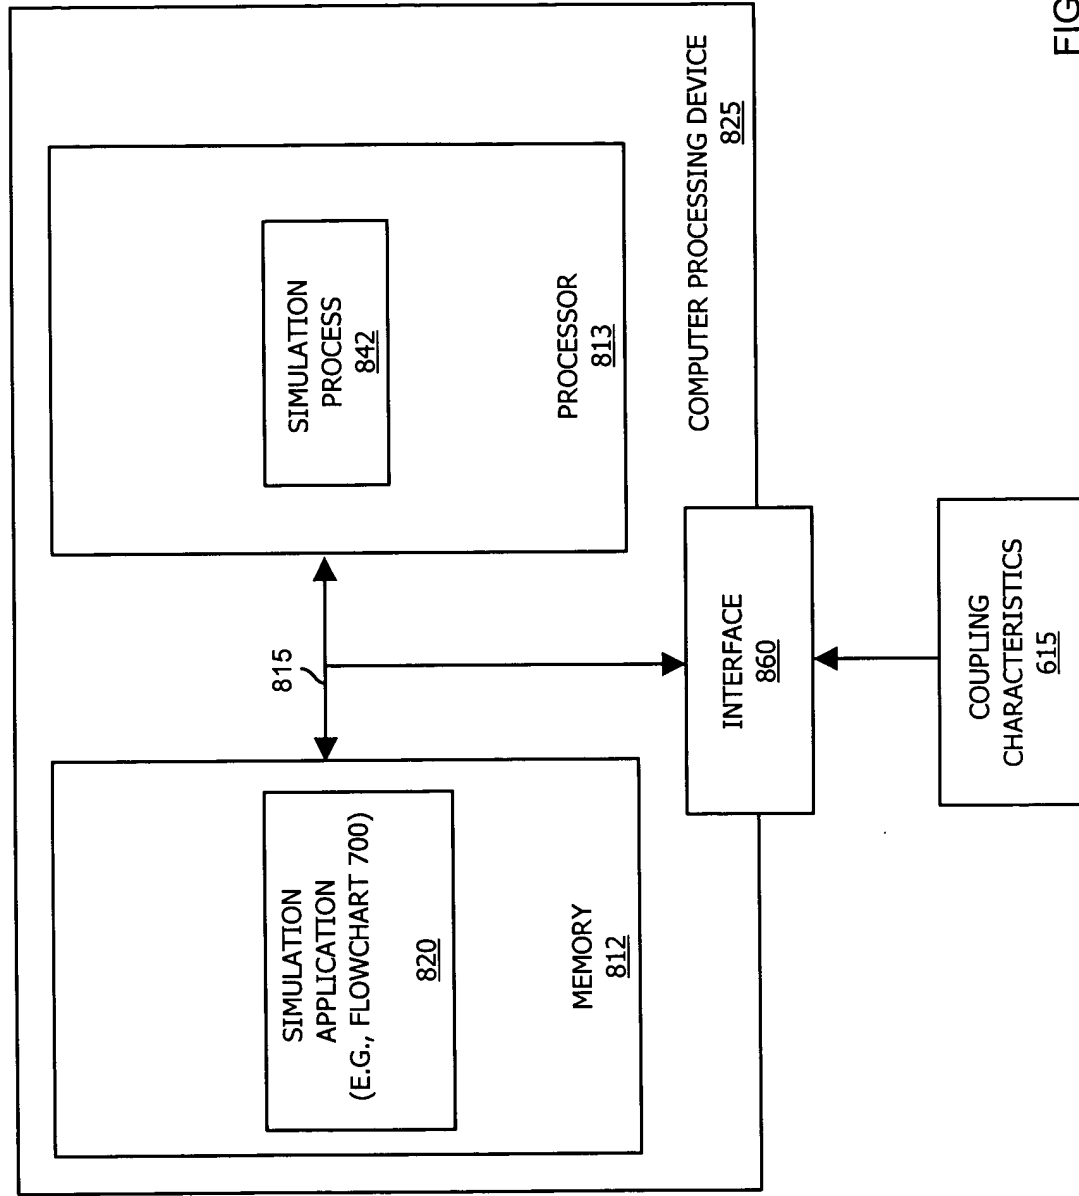 SIMULATION
APPLICATION
(E.G., FLOWCHART 700)
820
MEMORY
812
815
SIMULATION
PROCESS
842
PROCESSOR
813
INTERFACE
860
COMPUTER PROCESSING DEVICE
825
COUPLING
CHARACTERISTICS
615
FIG